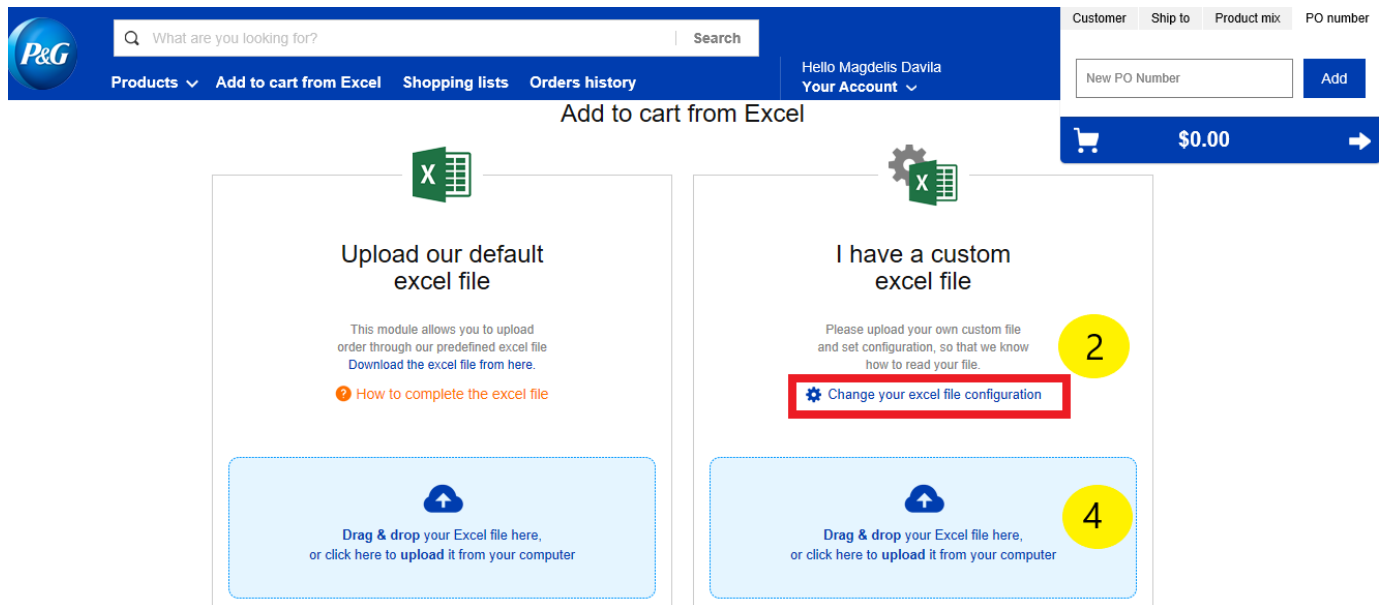 P&G
What are you looking for?
Search
Products
Add to cart from Excel
Shopping lists
Orders history
Hello Magdelis Davila
Your Account
Customer
Ship to
Product mix
PO number
New PO Number
Add
$0.00
Add to cart from Excel
X
Upload our default
excel file
This module allows you to upload
order through our predefined excel file
Download the excel file from here.
? How to complete the excel file
Drag & drop your Excel file here,
or click here to upload it from your computer
X
I have a custom
excel file
Please upload your own custom file
and set configuration, so that we know
how to read your file.
2
Change your excel file configuration
Drag & drop your Excel file here,
or click here to upload it from your computer
4